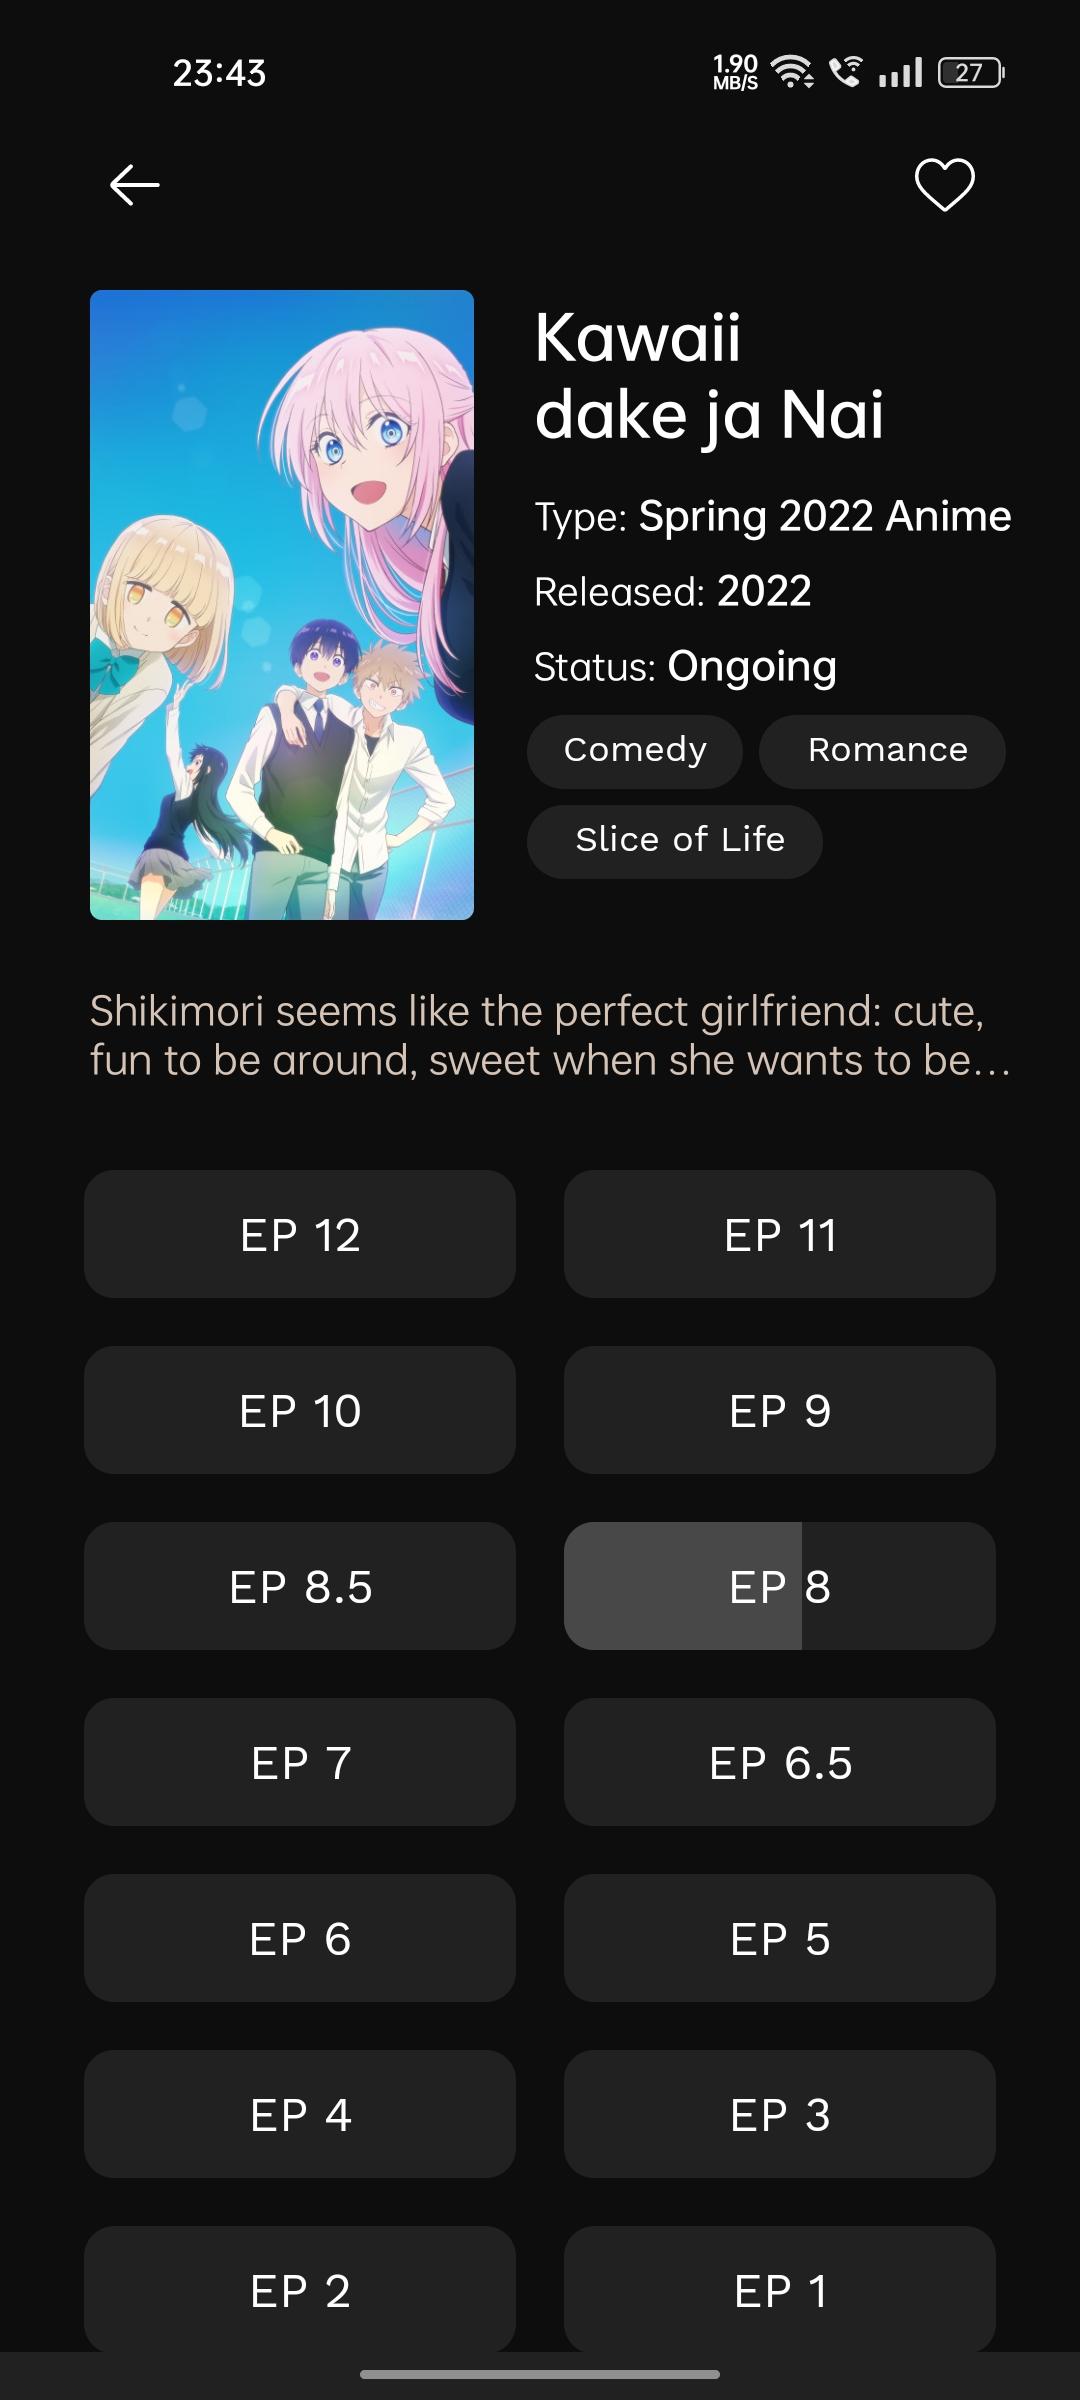 23:43
1.90
MB/S
27
Kawaii
dake ja Nai
Type: Spring 2022 Anime
Released: 2022
Status: Ongoing
Comedy
Romance
Slice of Life
Shikimori seems like the perfect girlfriend: cute,
fun to be around, sweet when she wants to be...
EP 12
EP 11
EP 10
EP 9
EP 8.5
EP 8
EP 7
EP 6.5
EP 6
EP 5
EP 4
EP 3
EP 2
EP 1